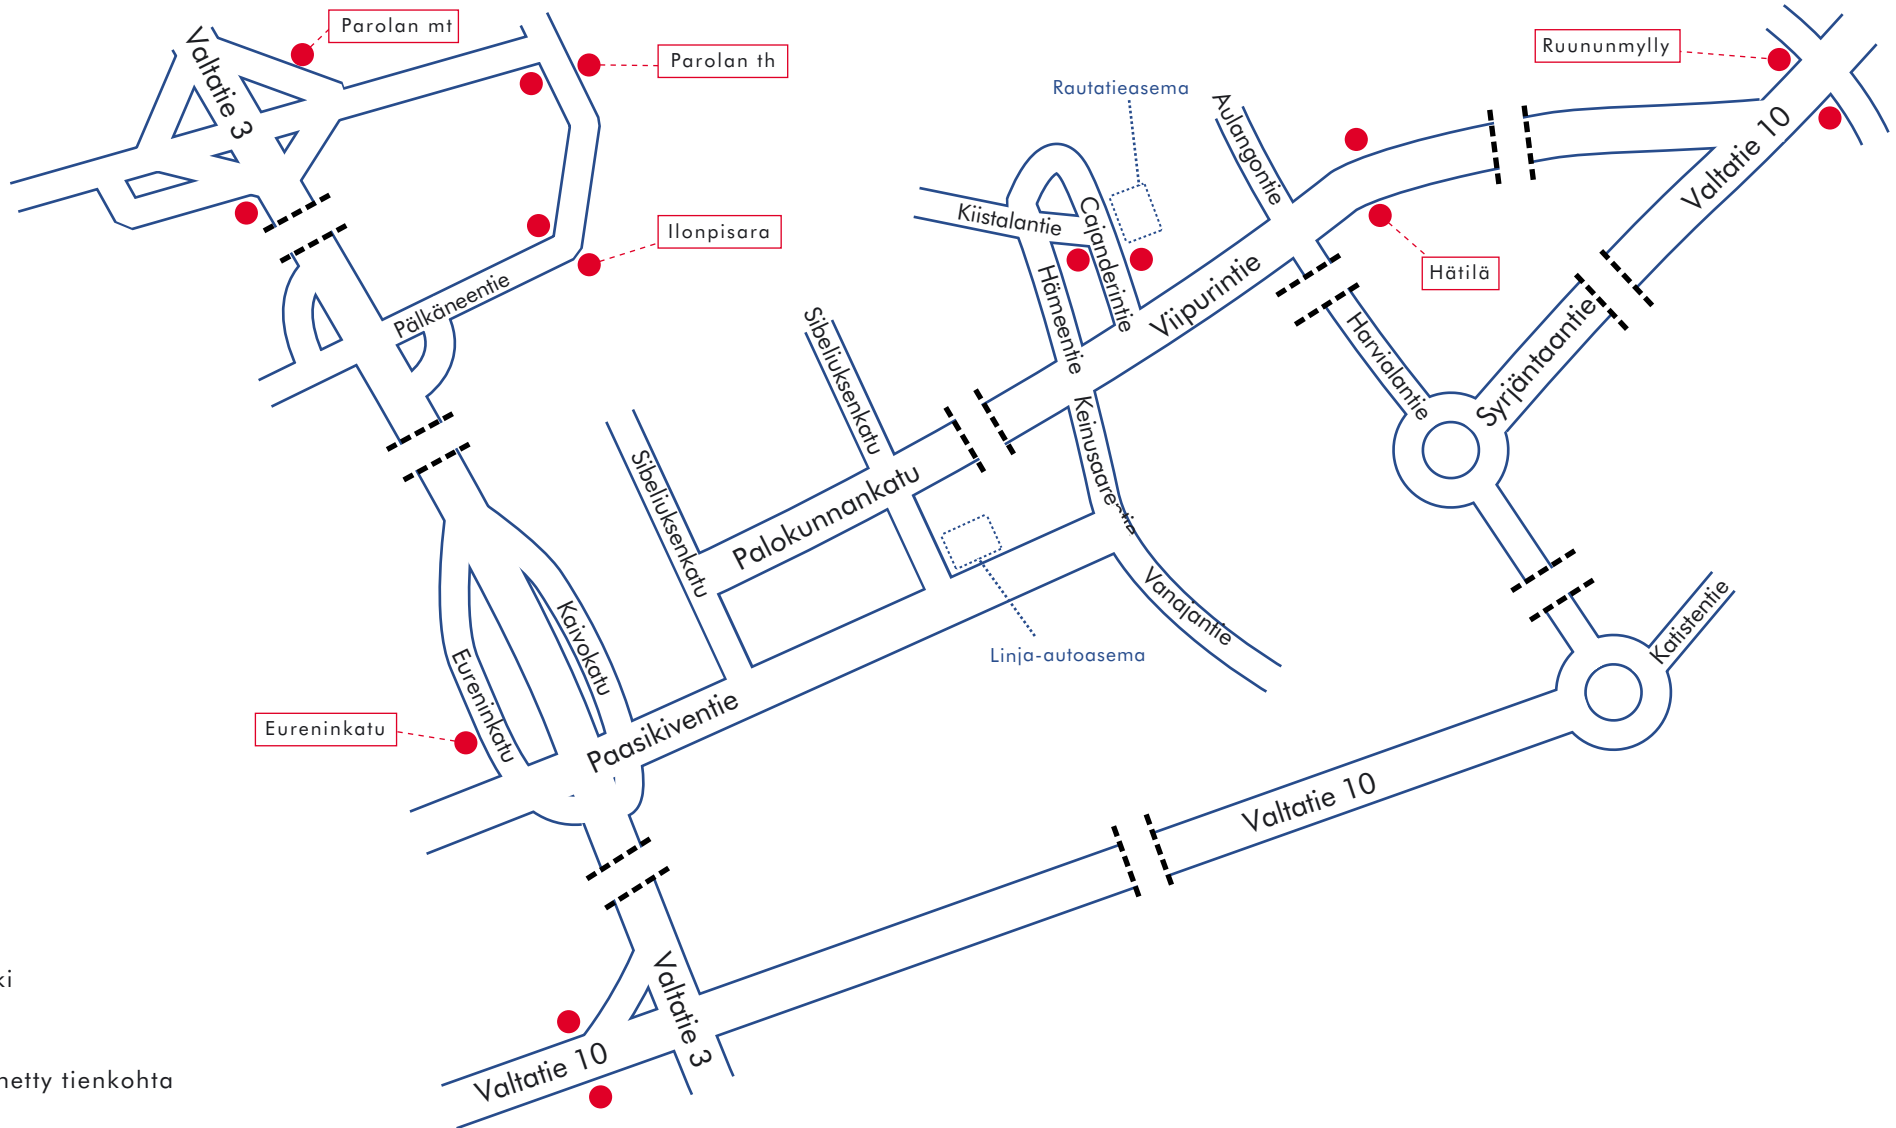 Parolan mt
Valtatie 3
Parolan th
Ruununmylly
Rautatieasema
Aulangontie
Valtatie 10
Kiistalantie
Cajanderintie
Ilonpisara
Hätilä
Pälkäneentie
Hämeentie
Viipurintie
Sibeliuksenkatu
Harvialantie
Syrjäntaantie
Keinusaarentie
Sibeliuksenkatu
Palokunnankatu
Vanajantie
Katistentie
Kaivokatu
Linja-autoasema
Eureninkatu
Eureninkatu
Paasikiventie
Valtatie 10
ki
Valtatie 3
Valtatie 10
netty tienkohta